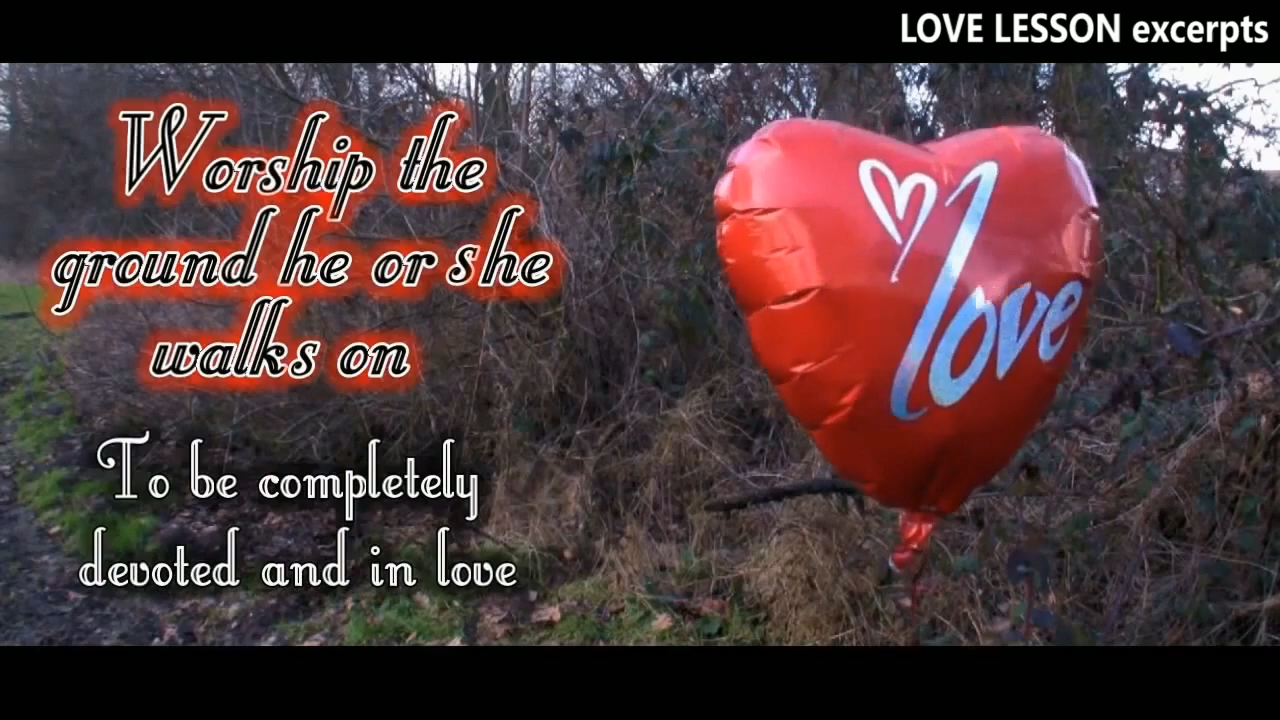 LOVE LESSON excerpts
Worship the
ground he or she
walks on
To be completely
devoted and in love
love